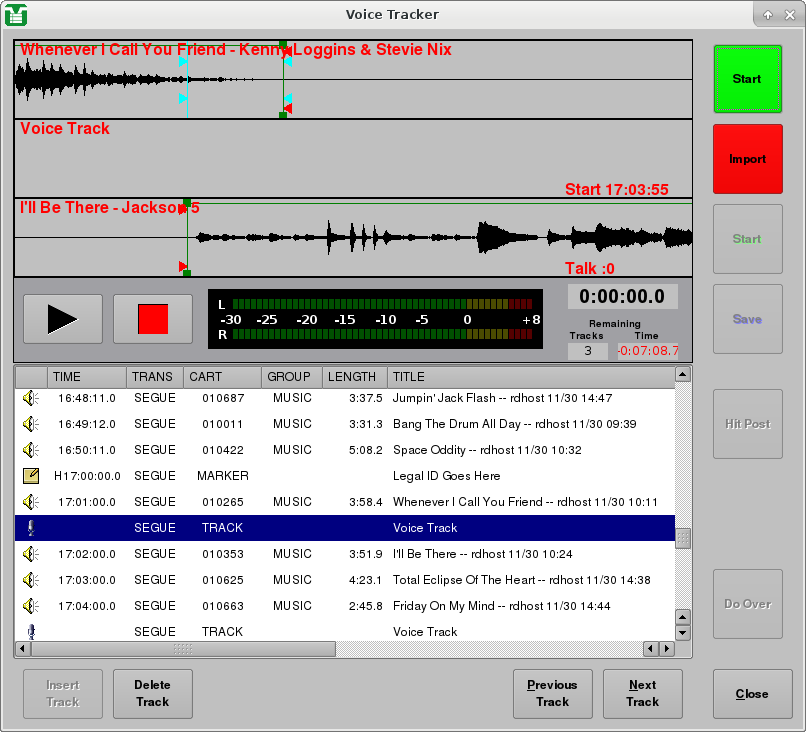 Voice Tracker
Whenever I Call You Friend - Kenny Loggins & Stevie Nix
Start
Voice Track
Import
Start 17:03:55
I'll Be There - Jackson 5
Start
Talk :0
L
-30 -25 -20 -15 -10 -5 0 +8
R
0:00:00.0
Remaining
Tracks Time
3 -0:07:08.7
Save
TIME TRANS CART GROUP LENGTH TITLE
16:48:11.0 SEGUE 010687 MUSIC 3:37.5 Jumpin' Jack Flash -- rdhost 11/30 14:47
16:49:12.0 SEGUE 010011 MUSIC 3:31.3 Bang The Drum All Day -- rdhost 11/30 09:39
16:50:11.0 SEGUE 010422 MUSIC 5:08.2 Space Oddity -- rdhost 11/30 10:32
H17:00:00.0 SEGUE MARKER Legal ID Goes Here
17:01:00.0 SEGUE 010265 MUSIC 3:58.4 Whenever I Call You Friend -- rdhost 11/30 10:11
SEGUE TRACK Voice Track
17:02:00.0 SEGUE 010353 MUSIC 3:51.9 I'll Be There -- rdhost 11/30 10:24
17:03:00.0 SEGUE 010625 MUSIC 4:23.1 Total Eclipse Of The Heart -- rdhost 11/30 14:38
17:04:00.0 SEGUE 010663 MUSIC 2:45.8 Friday On My Mind -- rdhost 11/30 14:44
SEGUE TRACK Voice Track
Hit Post
Do Over
Insert
Track
Delete
Track
Previous
Track
Next
Track
Close